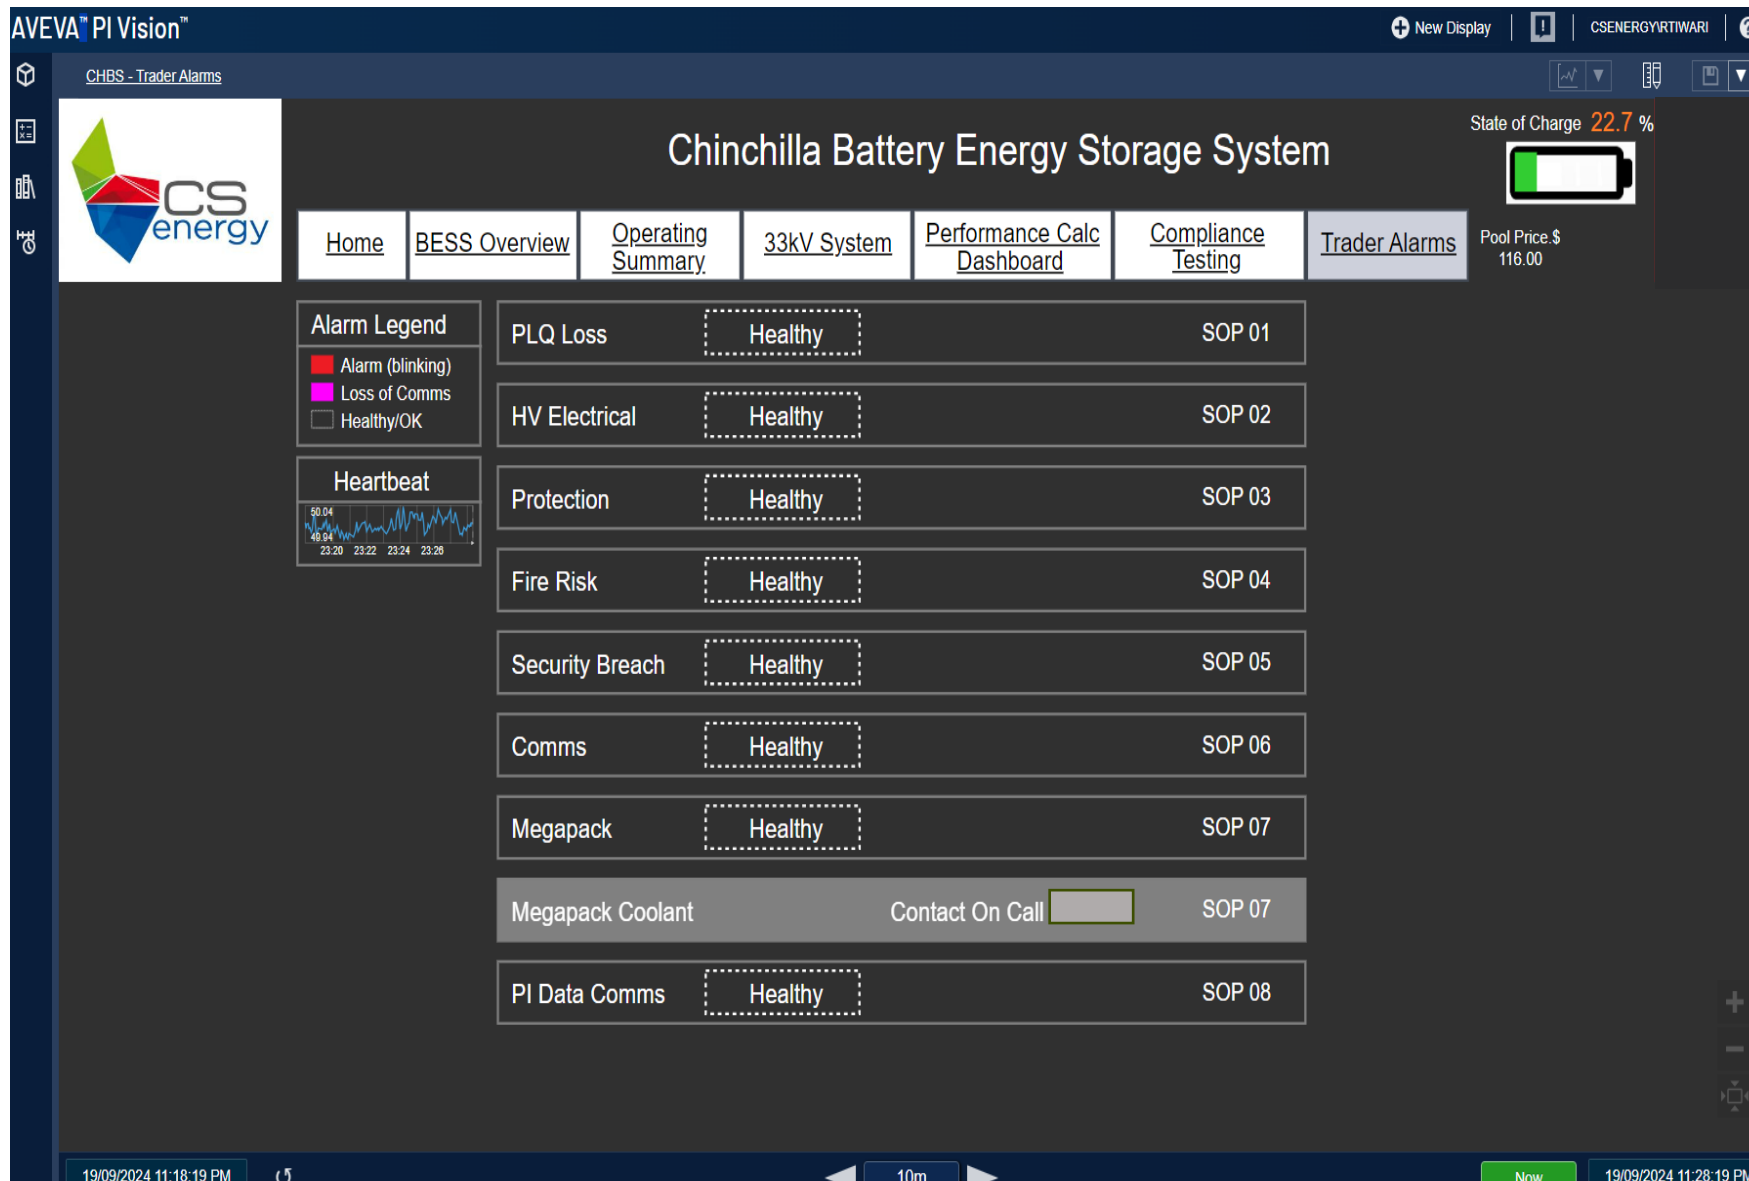 AVEVA™ PI Vision™
New Display
CSENERGY\RTIWARI
CHBS - Trader Alarms
CS
energy
Chinchilla Battery Energy Storage System
State of Charge 22.7 %
Home
BESS Overview
Operating
Summary
33kV System
Performance Calc
Dashboard
Compliance
Testing
Trader Alarms
Pool Price.$
116.00
Alarm Legend
Alarm (blinking)
Loss of Comms
Healthy/OK
Heartbeat
50.04
49.94
23:20 23:22 23:24 23:26
PLQ Loss Healthy SOP 01
HV Electrical Healthy SOP 02
Protection Healthy SOP 03
Fire Risk Healthy SOP 04
Security Breach Healthy SOP 05
Comms Healthy SOP 06
Megapack Healthy SOP 07
Megapack Coolant Contact On Call SOP 07
PI Data Comms Healthy SOP 08
19/09/2024 11:18:19 PM
10m
Now
19/09/2024 11:28:19 PM